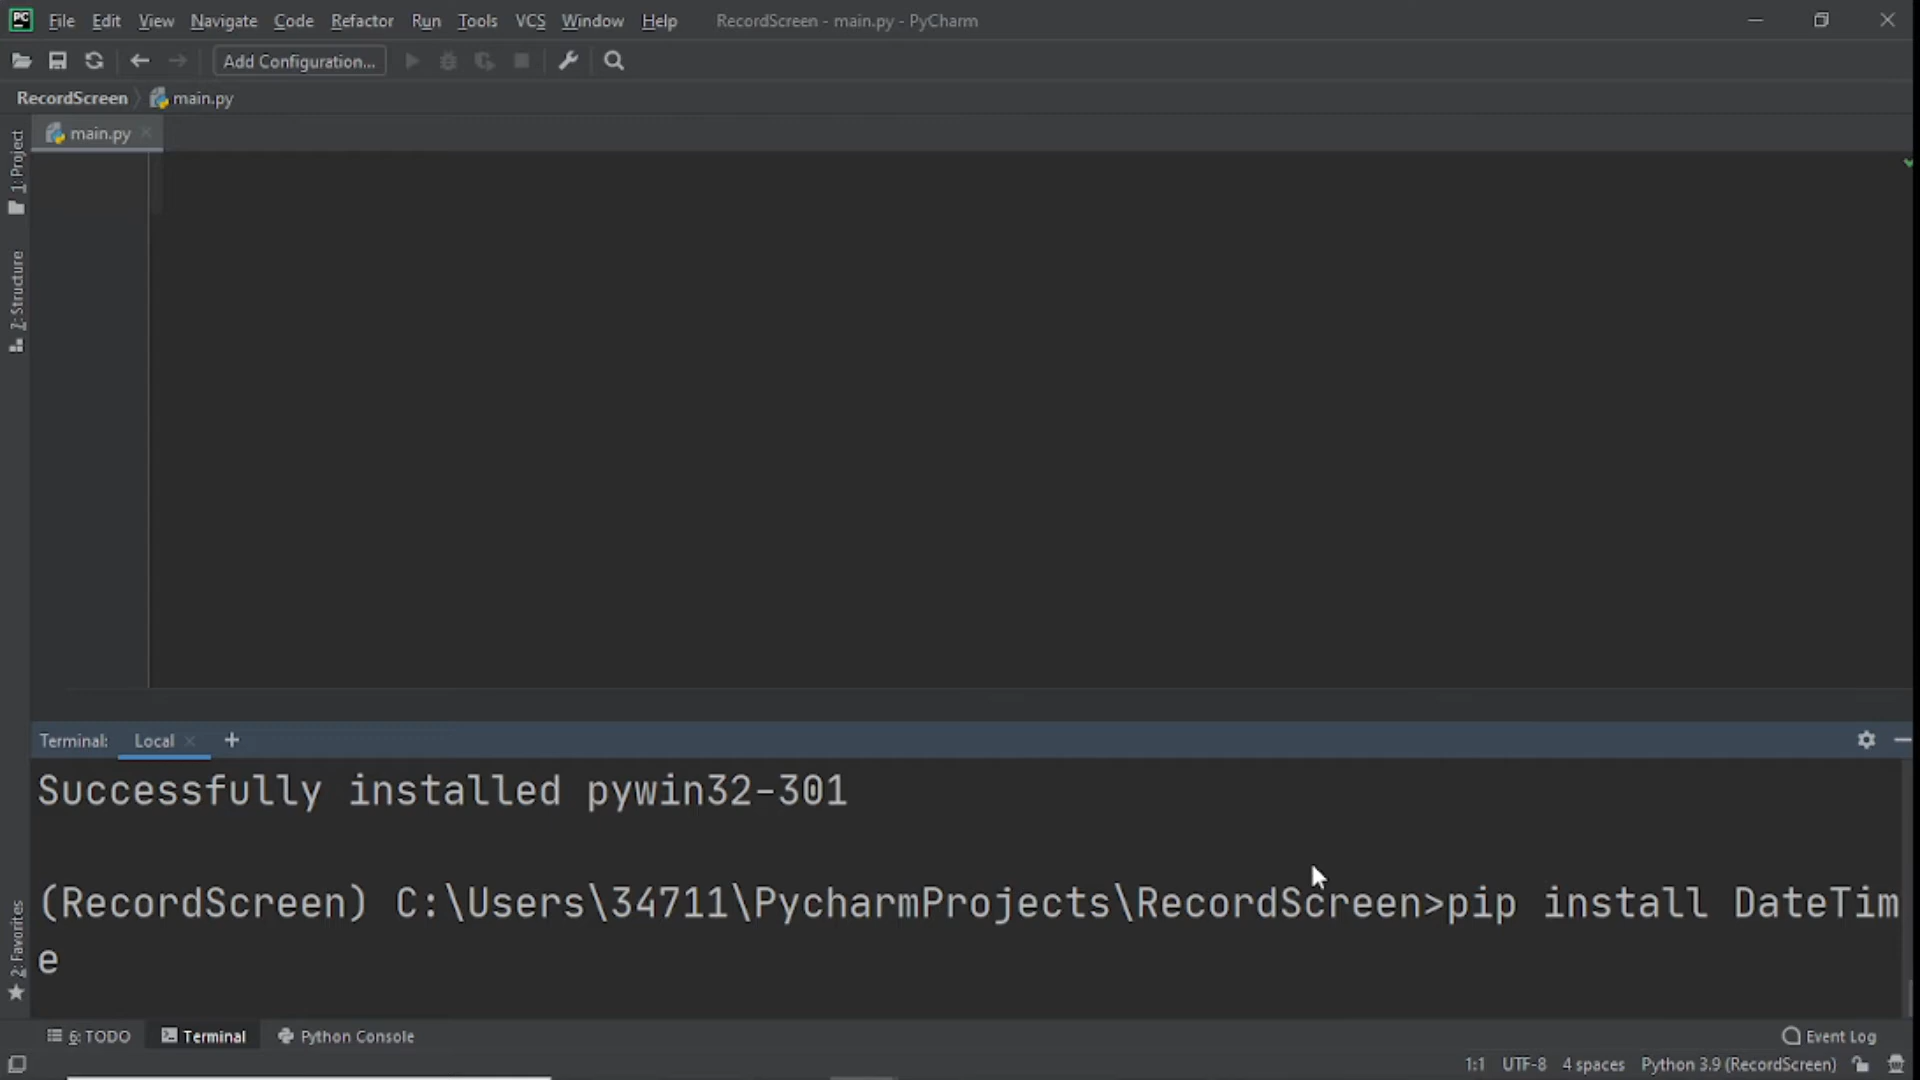 PC File Edit View Navigate Code Refactor Run Tools VCS Window Help RecordScreen - main.py - PyCharm
Add Configuration...
RecordScreen main.py
main.py
1: Project
7: Structure
Terminal: Local +
Successfully installed pywin32-301
(RecordScreen) C:\Users\34711\PycharmProjects\RecordScreen>pip install DateTim
e
2: Favorites
6: TODO Terminal Python Console Event Log
1:1 UTF-8 4 spaces Python 3.9 (RecordScreen)